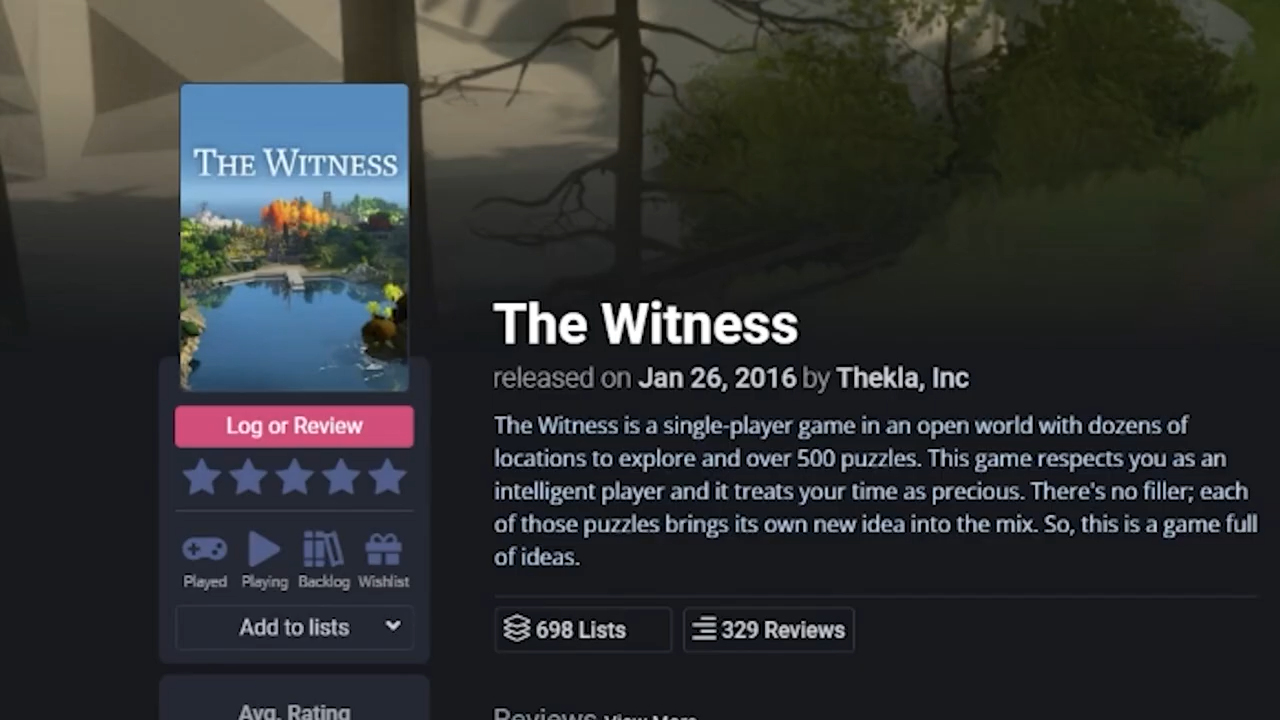 THE WITNESS
The Witness
released on Jan 26, 2016 by Thekla, Inc
The Witness is a single-player game in an open world with dozens of
locations to explore and over 500 puzzles. This game respects you as an
intelligent player and it treats your time as precious. There's no filler; each
of those puzzles brings its own new idea into the mix. So, this is a game full
of ideas.
Log or Review
Played Playing Backlog Wishlist
Add to lists
698 Lists 329 Reviews
Avg. Rating
Reviews View More